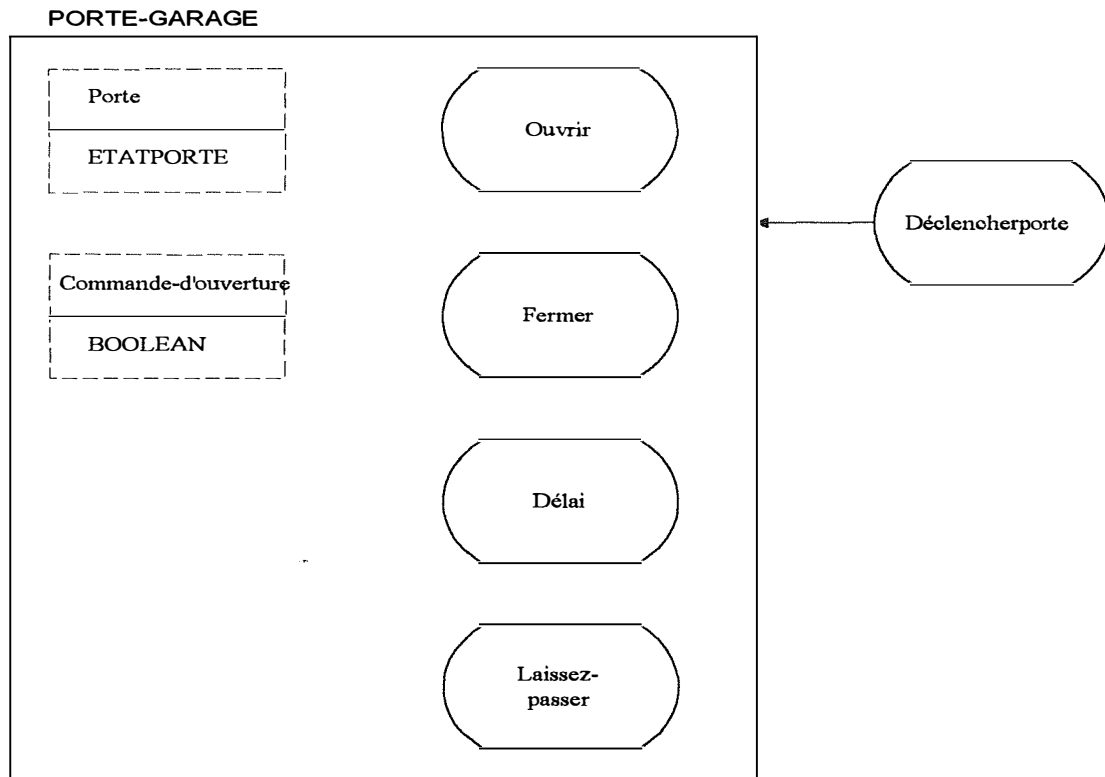 PORTE-GARAGE
Porte
ETATPORTE
Ouvrir
Déclencherporte
Commande-d'ouverture
BOOLEAN
Fermer
Délai
Laissez-
passer